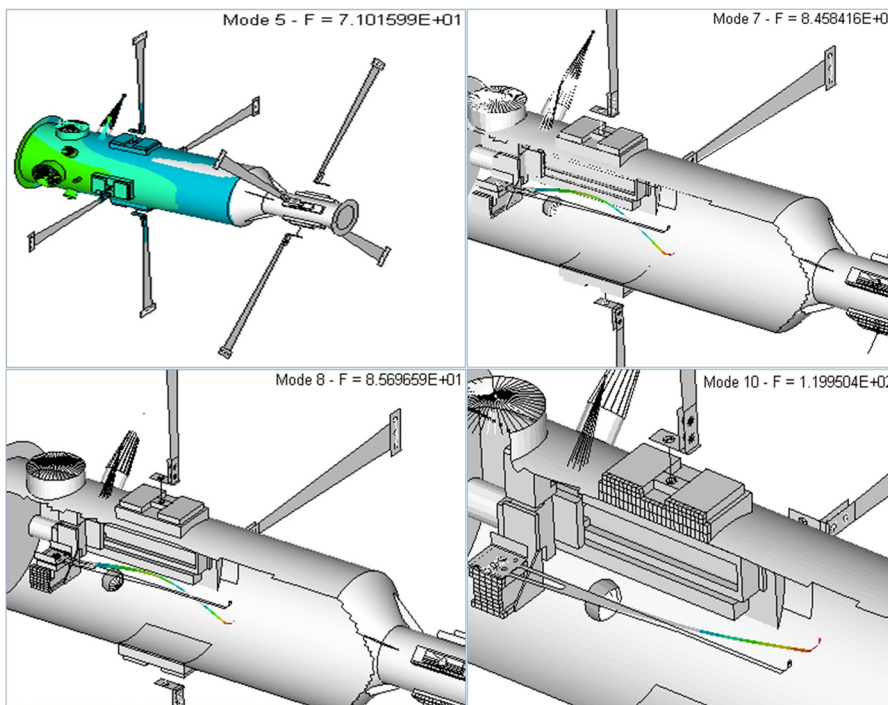 Mode 5 - F = 7.101599E+01
Mode 7 - F = 8.458416E+0
Mode 8 - F = 8.569659E+01
Mode 10 - F = 1.199504E+02